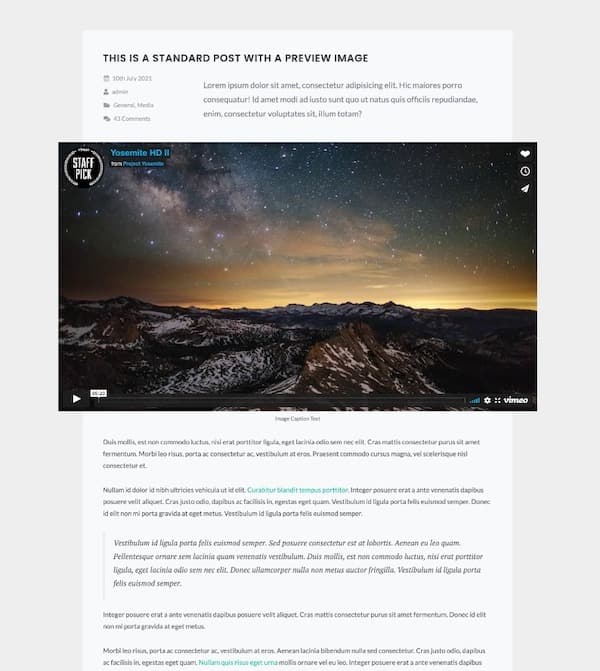 THIS IS A STANDARD POST WITH A PREVIEW IMAGE
10th July 2021
admin
General, Media
43 Comments
Lorem ipsum dolor sit amet, consectetur adipisicing elit. Hic maiores porro
consequatur! Id amet modi ad iusto sunt quo ut natus quis officiis repudiandae,
enim, consectetur voluptates sit, illum totam?
vimeo
STAFF
PICK
Yosemite HD II
from Project Yosemite
vimeo
Image Caption Text
Duis mollis, est non commodo luctus, nisi erat porttitor ligula, eget lacinia odio sem nec elit. Cras mattis consectetur purus sit amet
fermentum. Morbi leo risus, porta ac consectetur ac, vestibulum at eros. Praesent commodo cursus magna, vel scelerisque nisl
consectetur et.
Nullam id dolor id nibh ultricies vehicula ut id elit. Curabitur blandit tempus porttitor. Integer posuere erat a ante venenatis dapibus
posuere velit aliquet. Cras justo odio, dapibus ac facilisis in, egestas eget quam. Vestibulum id ligula porta felis euismod semper. Donec
id elit non mi porta gravida at eget metus. Vestibulum id ligula porta felis euismod semper.
Vestibulum id ligula porta felis euismod semper. Sed posuere consectetur est at lobortis. Aenean eu leo quam.
Pellentesque ornare sem lacinia quam venenatis vestibulum. Duis mollis, est non commodo luctus, nisi erat porttitor
ligula, eget lacinia odio sem nec elit. Donec ullamcorper nulla non metus auctor fringilla. Vestibulum id ligula porta
felis euismod semper.
Integer posuere erat a ante venenatis dapibus posuere velit aliquet. Cras mattis consectetur purus sit amet fermentum. Donec id elit
non mi porta gravida at eget metus.
Morbi leo risus, porta ac consectetur ac, vestibulum at eros. Aenean lacinia bibendum nulla sed consectetur. Cras justo odio, dapibus
ac facilisis in, egestas eget quam. Nullam quis risus eget urna mollis ornare vel eu leo. Integer posuere erat a ante venenatis dapibus